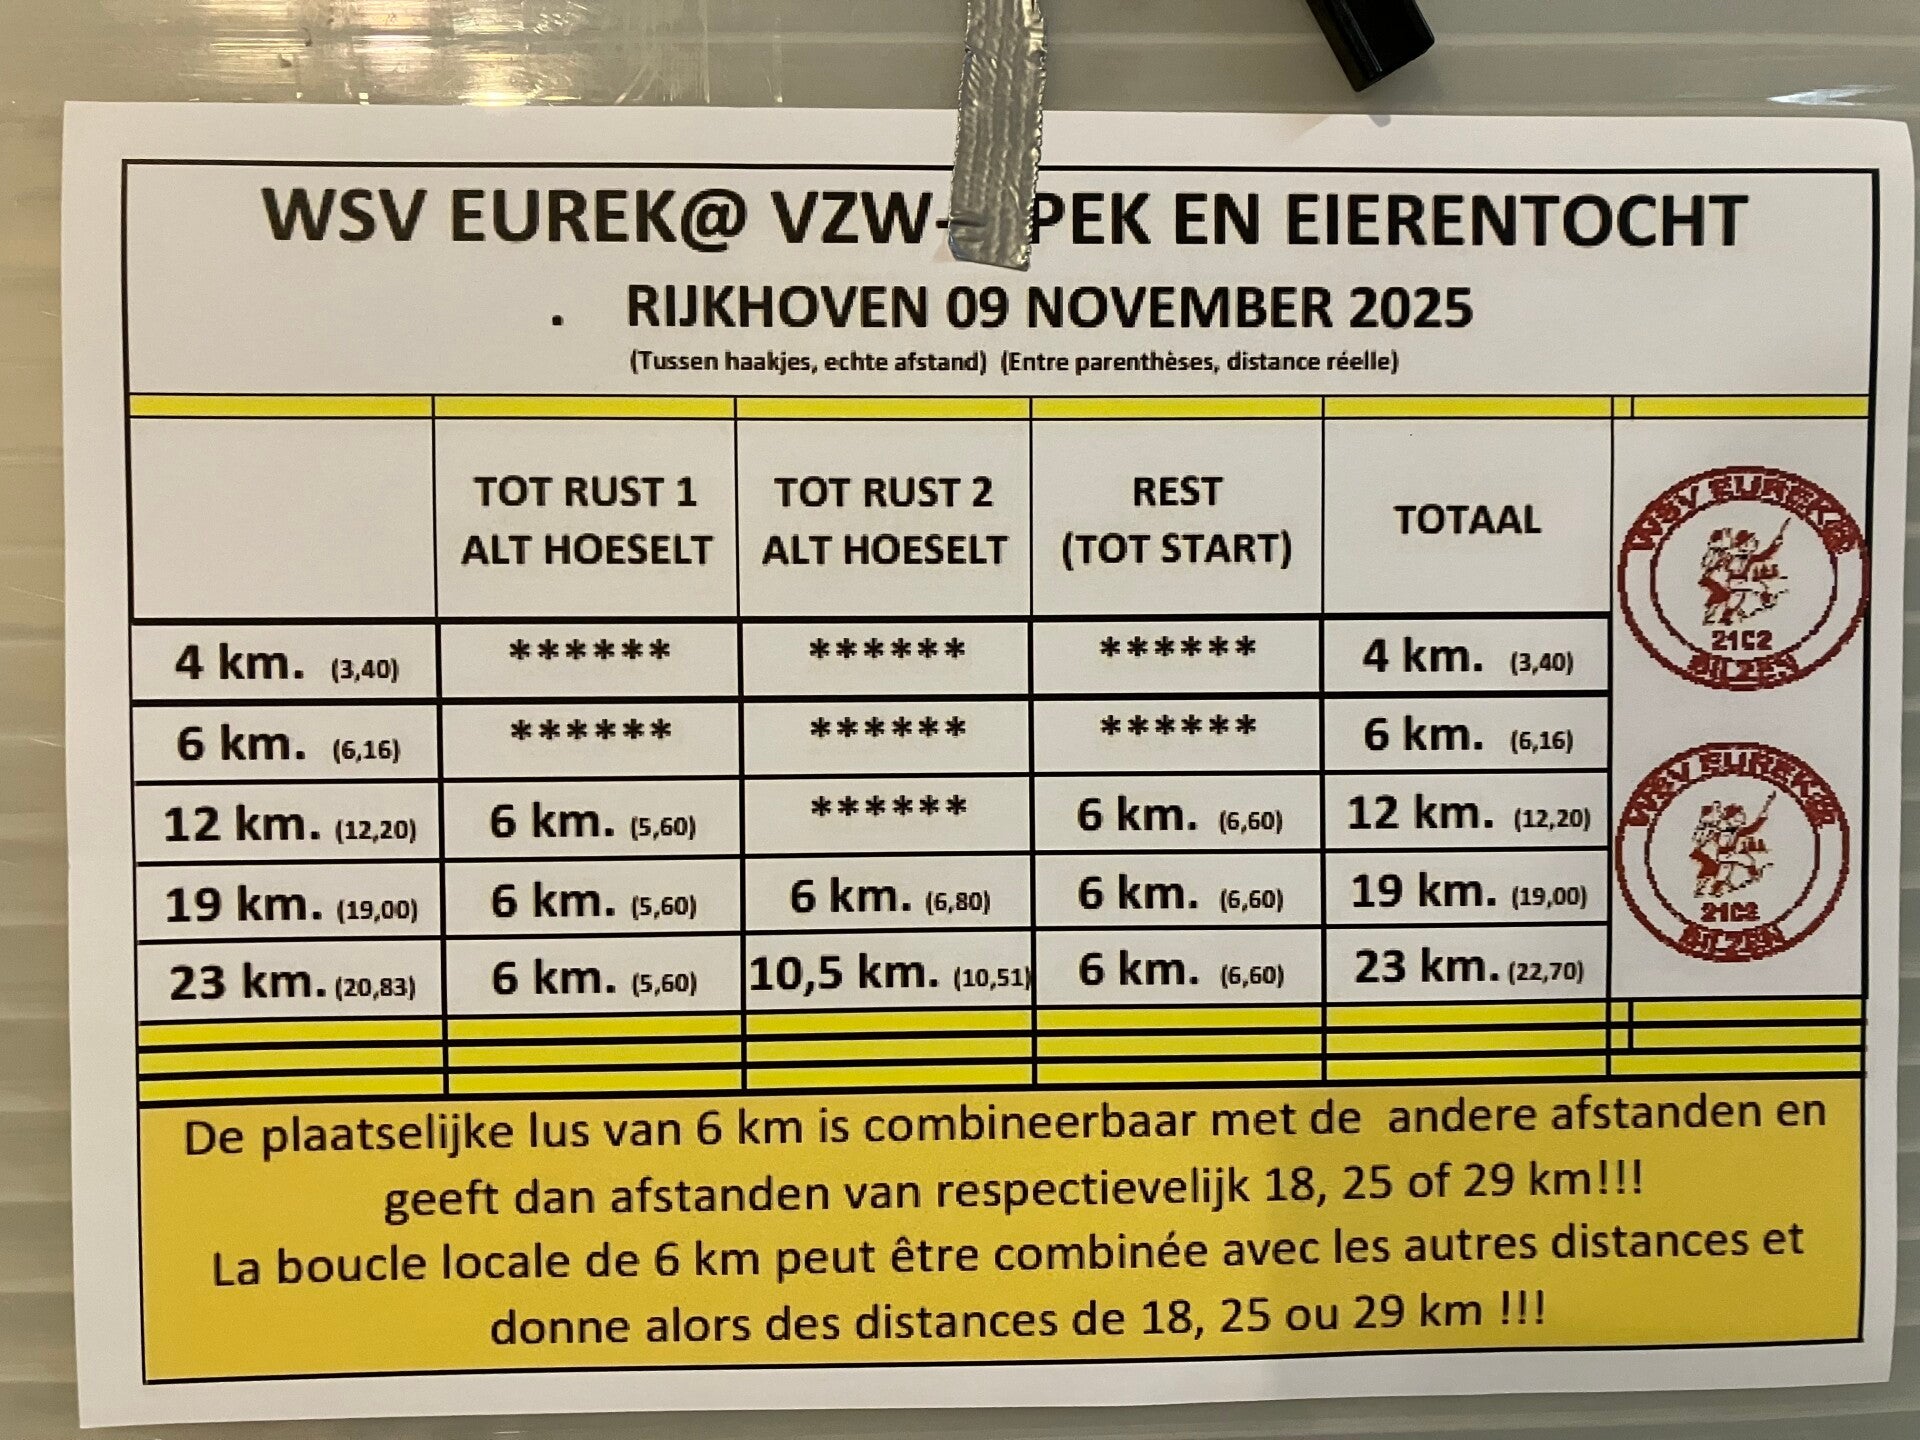 WSV EUREK@ VZW- PEK EN EIERENTOCHT
. RIJKHOVEN 09 NOVEMBER 2025
(Tussen haakjes, echte afstand) (Entre parenthèses, distance réelle)
TOT RUST 1 ALT HOESELT TOT RUST 2 ALT HOESELT REST (TOT START) TOTAAL
4 km. (3,40) ****** ****** ****** 4 km. (3,40)
6 km. (6,16) ****** ****** ****** 6 km. (6,16)
12 km. (12,20) 6 km. (5,60) ****** 6 km. (6,60) 12 km. (12,20)
19 km. (19,00) 6 km. (5,60) 6 km. (6,80) 6 km. (6,60) 19 km. (19,00)
23 km. (20,83) 6 km. (5,60) 10,5 km. (10,51) 6 km. (6,60) 23 km. (22,70)
WSV EUREK@
21C2
BILZEN
WSV EUREK@
21C2
BILZEN
De plaatselijke lus van 6 km is combineerbaar met de andere afstanden en
geeft dan afstanden van respectievelijk 18, 25 of 29 km!!!
La boucle locale de 6 km peut être combinée avec les autres distances et
donne alors des distances de 18, 25 ou 29 km !!!